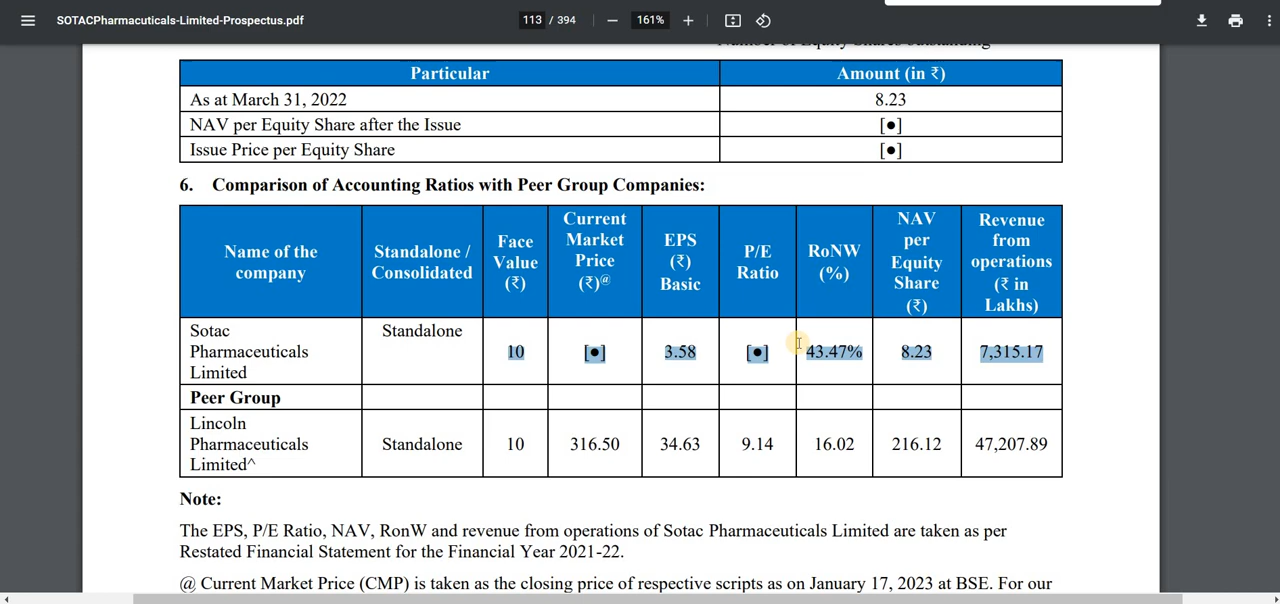 SOTACPharmacuticals-Limited-Prospectus.pdf 113 / 394 161%
Number of Equity Shares outstanding
Particular Amount (in ₹)
As at March 31, 2022 8.23
NAV per Equity Share after the Issue [●]
Issue Price per Equity Share [●]
6. Comparison of Accounting Ratios with Peer Group Companies:
Name of the company Standalone / Consolidated Face Value (₹) Current Market Price (₹)@ EPS (₹) Basic P/E Ratio RoNW (%) NAV per Equity Share (₹) Revenue from operations (₹ in Lakhs)
Sotac Pharmaceuticals Limited Standalone 10 [●] 3.58 [●] 43.47% 8.23 7,315.17
Peer Group
Lincoln Pharmaceuticals Limited^ Standalone 10 316.50 34.63 9.14 16.02 216.12 47,207.89
Note:
The EPS, P/E Ratio, NAV, RonW and revenue from operations of Sotac Pharmaceuticals Limited are taken as per
Restated Financial Statement for the Financial Year 2021-22.
@ Current Market Price (CMP) is taken as the closing price of respective scripts as on January 17, 2023 at BSE. For our